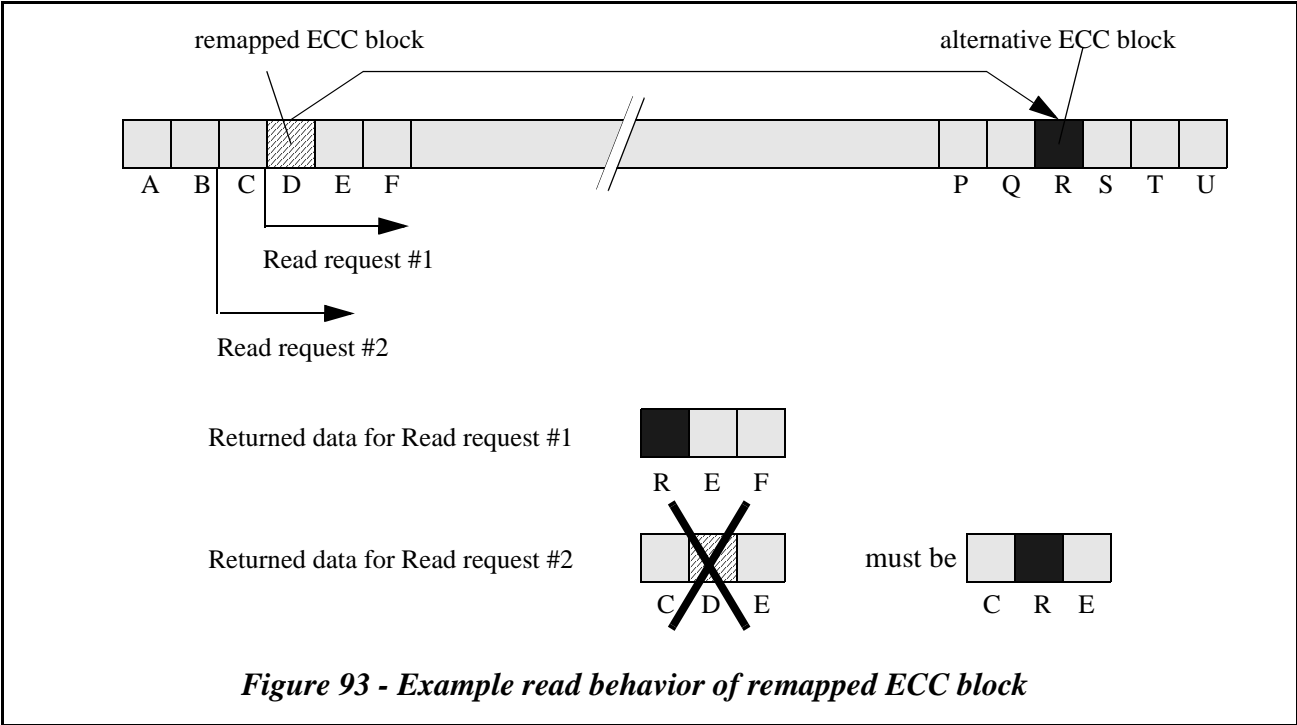 remapped ECC block
alternative ECC block
A B C D E F P Q R S T U
Read request #1
Read request #2
Returned data for Read request #1
R E F
Returned data for Read request #2
must be
C D E
C R E
Figure 93 - Example read behavior of remapped ECC block